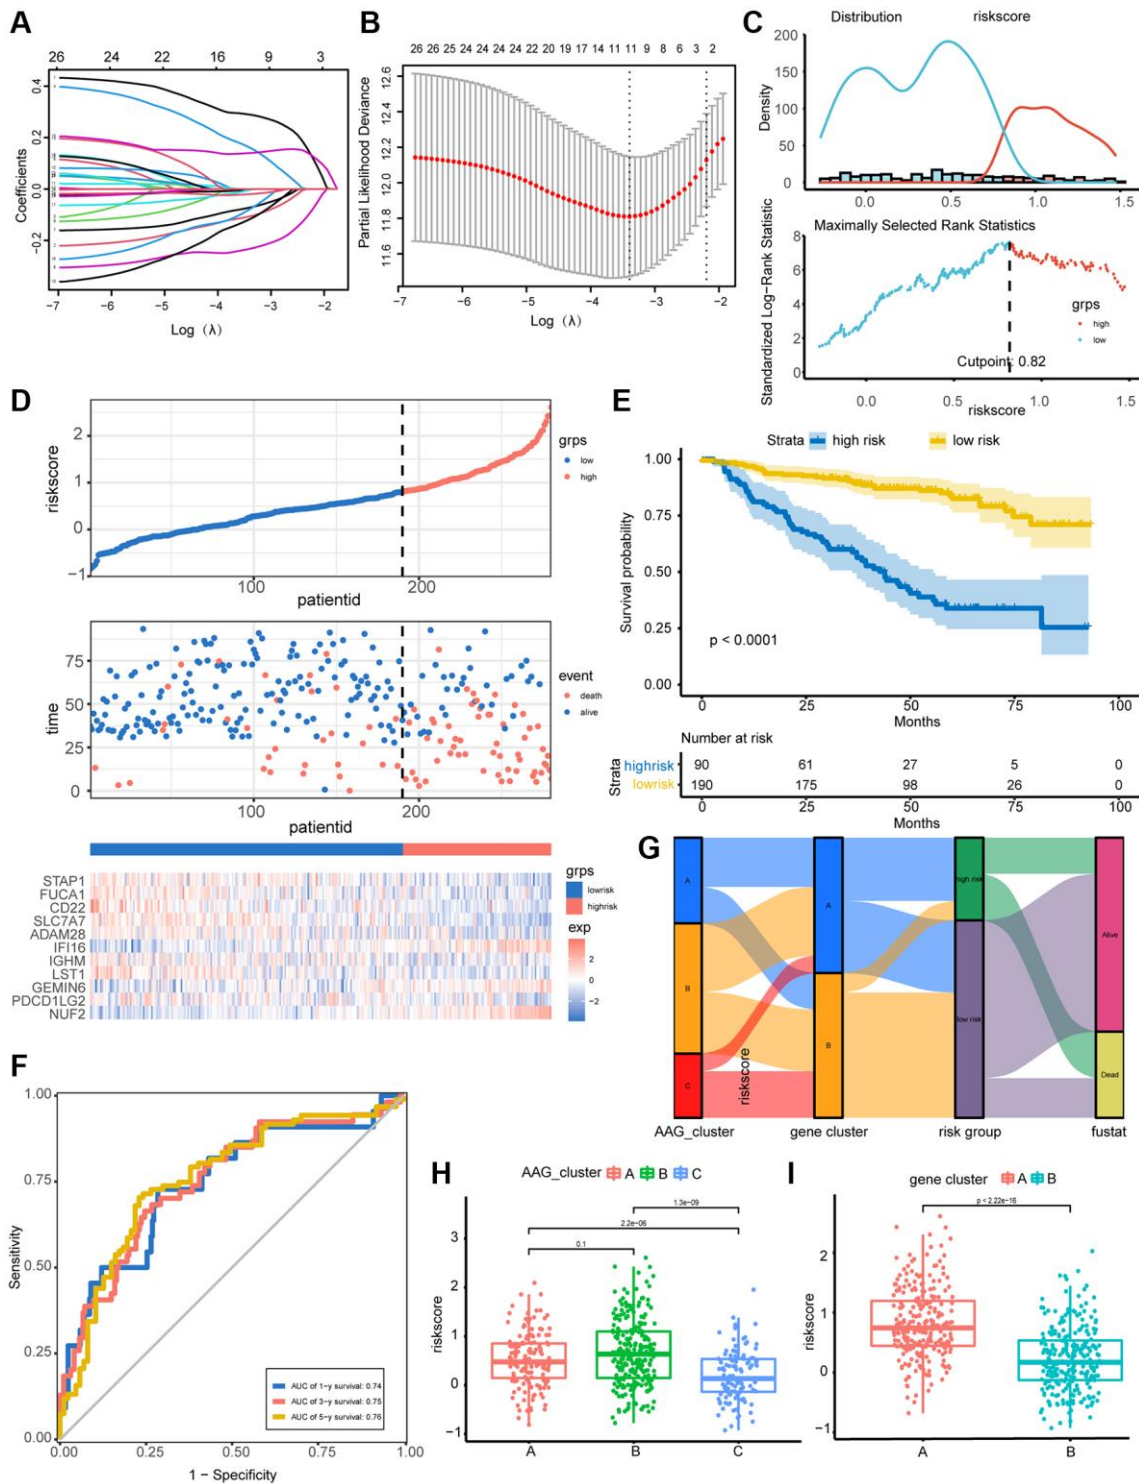 A
26 24 22 16 9 3
Coefficients
0.4
0.2
0.0
−0.2
−7 −6 −5 −4 −3 −2 −1
Log (λ)
B
26 26 25 24 24 24 24 22 20 19 17 14 11 11 9 8 6 3 2
Partial Likelihood Deviance
12.6
12.4
12.2
12.0
11.8
11.6
−7 −6 −5 −4 −3 −2
Log (λ)
C
Distribution riskscore
Density
200
150
100
50
0
0.0 0.5 1.0 1.5
Maximally Selected Rank Statistics
Standardized Log−Rank Statistic
8
6
4
2
0
grps
high
low
Cutpoint: 0.82
0.0 0.5 1.0 1.5
riskscore
D
riskscore
2
1
0
−1
100 200
patientid
grps
low
high
time
75
50
25
0
100 200
patientid
event
death
alive
STAP1
FUCA1
CD22
SLC7A7
ADAM28
IFI16
IGHM
LST1
GEMIN6
PDCD1LG2
NUF2
grps
lowrisk
highrisk
exp
2
0
−2
E
Strata high risk low risk
Survival probability
1.00
0.75
0.50
0.25
0.00
p < 0.0001
0 25 50 75 100
Months
Number at risk
Strata
highrisk 90 61 27 5 0
lowrisk 190 175 98 26 0
0 25 50 75 100
Months
F
Sensitivity
1.00
0.75
0.50
0.25
0.00
AUC of 1−y survival: 0.74
AUC of 3−y survival: 0.75
AUC of 5−y survival: 0.76
0.00 0.25 0.50 0.75 1.00
1 − Specificity
G
A
B
C
A
B
high risk
low risk
Alive
Dead
riskscore
AAG_cluster gene cluster risk group fustat
H
AAG_cluster A B C
riskscore
1.3e−09
2.2e−06
0.1
3
2
1
0
−1
A B C
I
gene cluster A B
riskscore
p < 2.22e−16
2
1
0
−1
A B